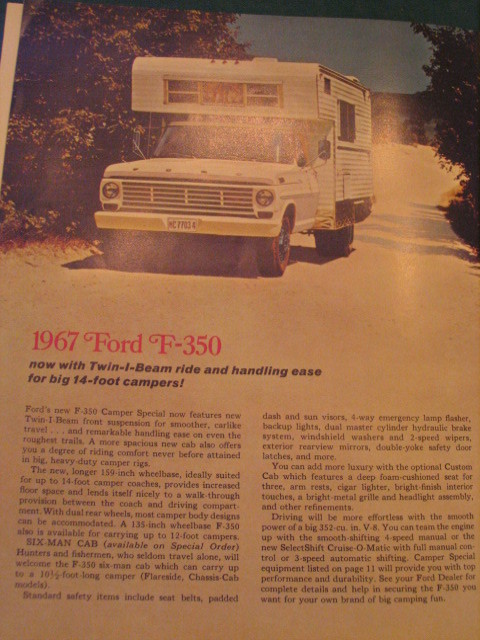 MC 7702 K
1967 Ford F-350
now with Twin-I-Beam ride and handling ease
for big 14-foot campers!
Ford's new F-350 Camper Special now features new
Twin-I-Beam front suspension for smoother, carlike
travel . . . and remarkable handling ease on even the
roughest trails. A more spacious new cab also offers
you a degree of riding comfort never before attained
in big, heavy-duty camper rigs.
The new, longer 159-inch wheelbase, ideally suited
for up to 14-foot camper coaches, provides increased
floor space and lends itself nicely to a walk-through
provision between the coach and driving compart-
ment. With dual rear wheels, most camper body designs
can be accommodated. A 135-inch wheelbase F-350
also is available for carrying up to 12-foot campers.
SIX-MAN CAB (available on Special Order)
Hunters and fishermen, who seldom travel alone, will
welcome the F-350 six-man cab which can carry up
to a 10½-foot-long camper (Flareside, Chassis-Cab
models).
Standard safety items include seat belts, padded
dash and sun visors, 4-way emergency lamp flasher,
backup lights, dual master cylinder hydraulic brake
system, windshield washers and 2-speed wipers,
exterior rearview mirrors, double-yoke safety door
latches, and more.
You can add more luxury with the optional Custom
Cab which features a deep foam-cushioned seat for
three, arm rests, cigar lighter, bright-finish interior
touches, a bright-metal grille and headlight assembly,
and other refinements.
Driving will be more effortless with the smooth
power of a big 352-cu. in. V-8. You can team the engine
up with the smooth-shifting 4-speed manual or the
new SelectShift Cruise-O-Matic with full manual con-
trol or 3-speed automatic shifting. Camper Special
equipment listed on page 11 will provide you with top
performance and durability. See your Ford Dealer for
complete details and help in securing the F-350 you
want for your own brand of big camping fun.